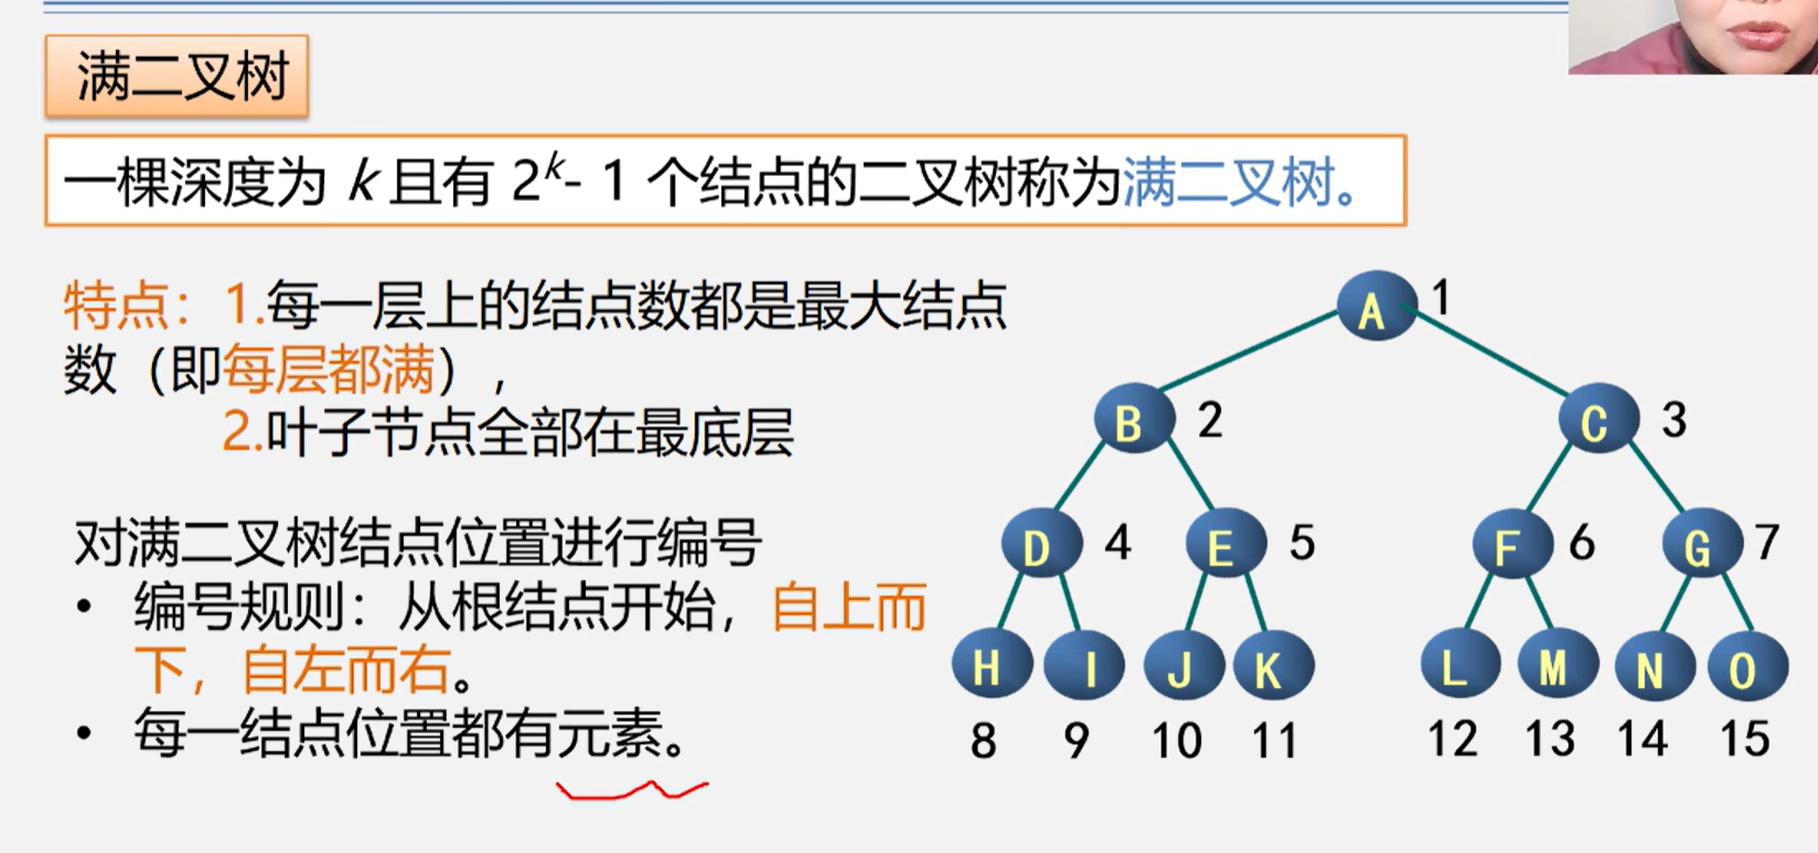 满二叉树
一棵深度为 k 且有 2^k- 1 个结点的二叉树称为满二叉树。
特点：1.每一层上的结点数都是最大结点
数（即每层都满），
2.叶子节点全部在最底层
对满二叉树结点位置进行编号
• 编号规则：从根结点开始，自上而
下，自左而右。
• 每一结点位置都有元素。
A 1
B 2 C 3
D 4 E 5 F 6 G 7
H I J K L M N O
8 9 10 11 12 13 14 15